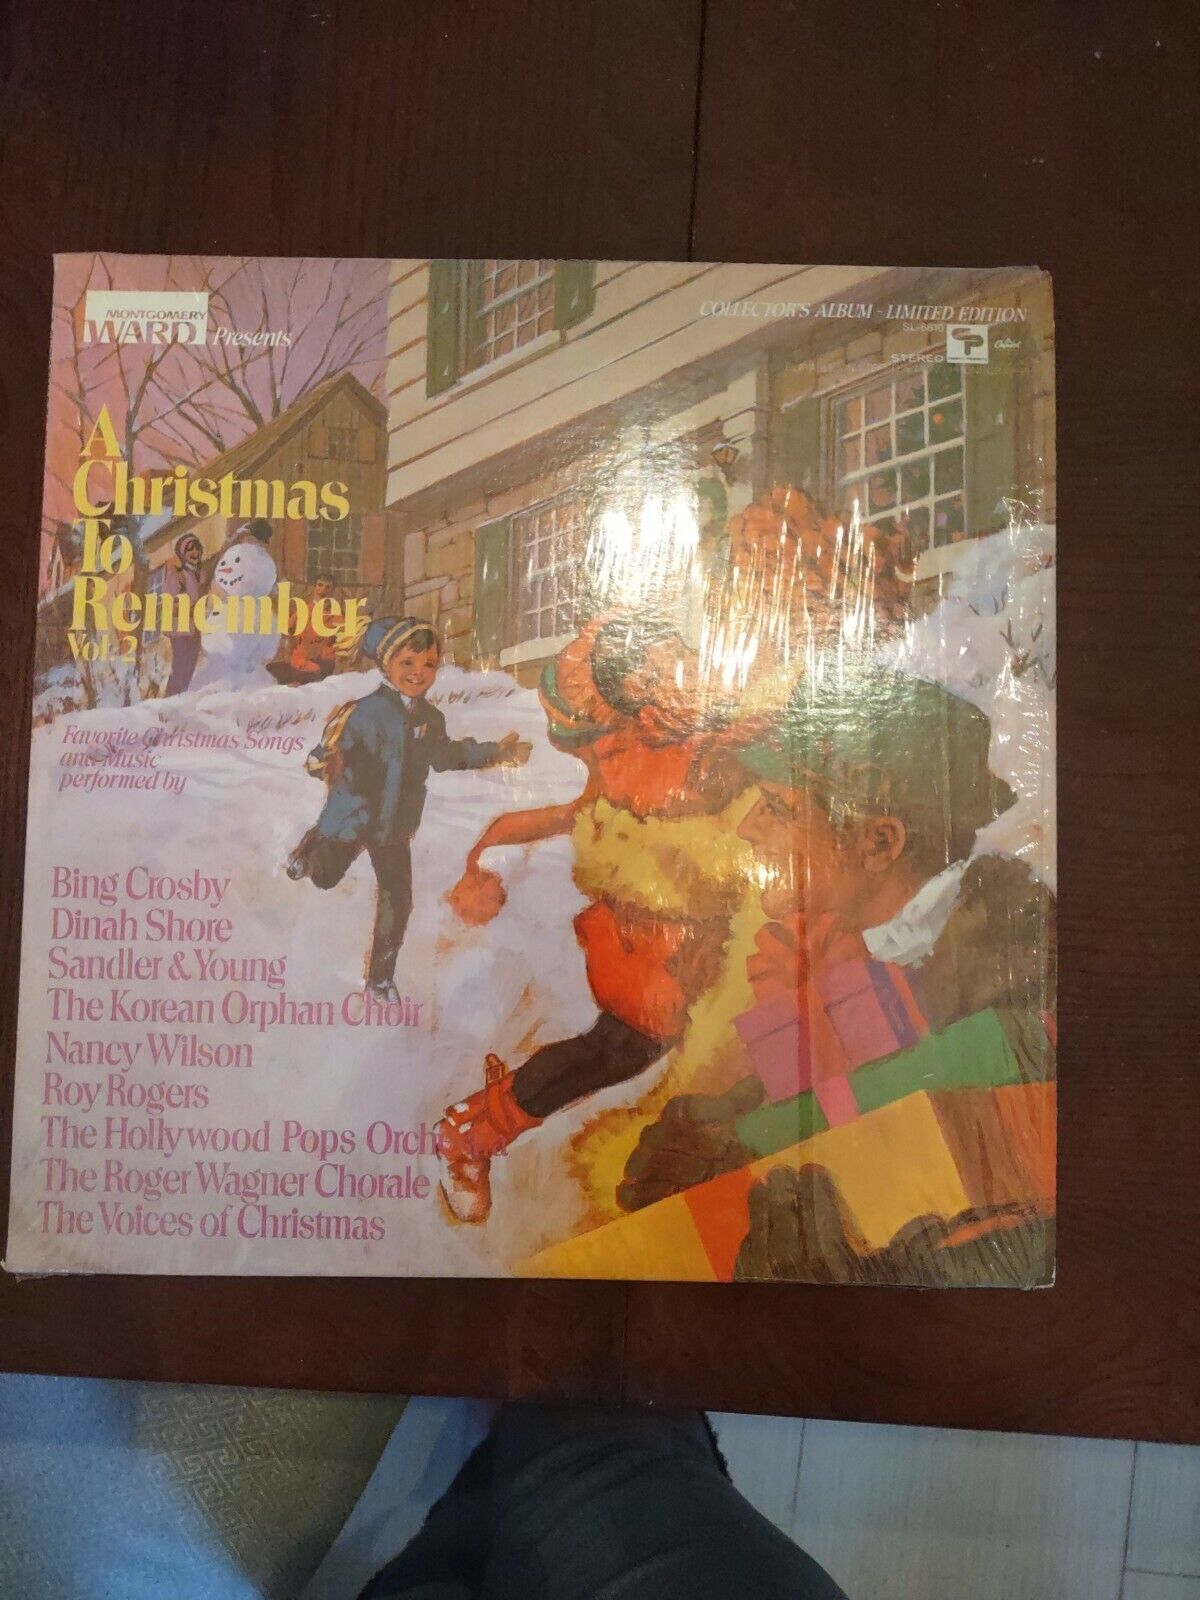 MONTGOMERY
WARD Presents
COLLECTOR'S ALBUM - LIMITED EDITION
STEREO
Capitol
A
Christmas
To
Remember
Vol. 2
Favorite Christmas Songs
and Music
performed by
Bing Crosby
Dinah Shore
Sandler & Young
The Korean Orphan Choir
Nancy Wilson
Roy Rogers
The Hollywood Pops Orchestra
The Roger Wagner Chorale
The Voices of Christmas